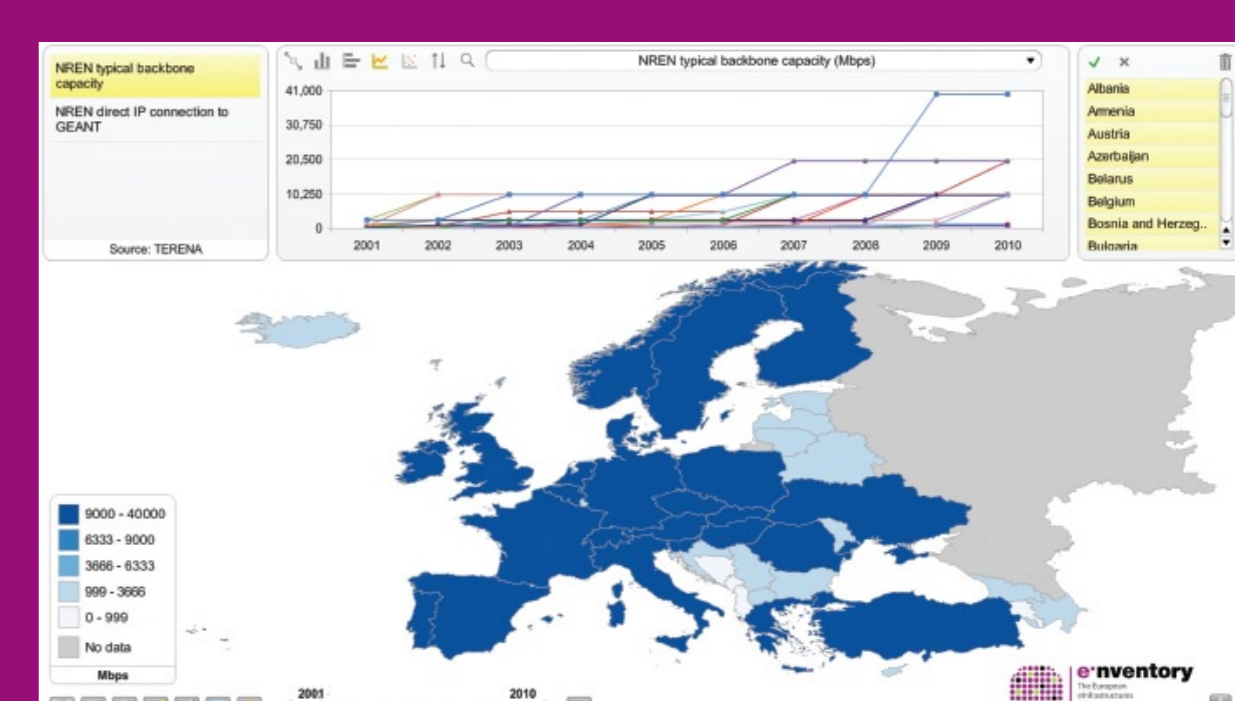 NREN typical backbone
capacity
NREN direct IP connection to
GEANT
Source: TERENA
NREN typical backbone capacity (Mbps)
41,000
30,750
20,500
10,250
0
2001 2002 2003 2004 2005 2006 2007 2008 2009 2010
Albania
Armenia
Austria
Azerbaijan
Belarus
Belgium
Bosnia and Herzeg..
Bulgaria
9000 - 40000
6333 - 9000
3666 - 6333
999 - 3666
0 - 999
No data
Mbps
2001 2010
e·nventory
The European
eInfrastructures